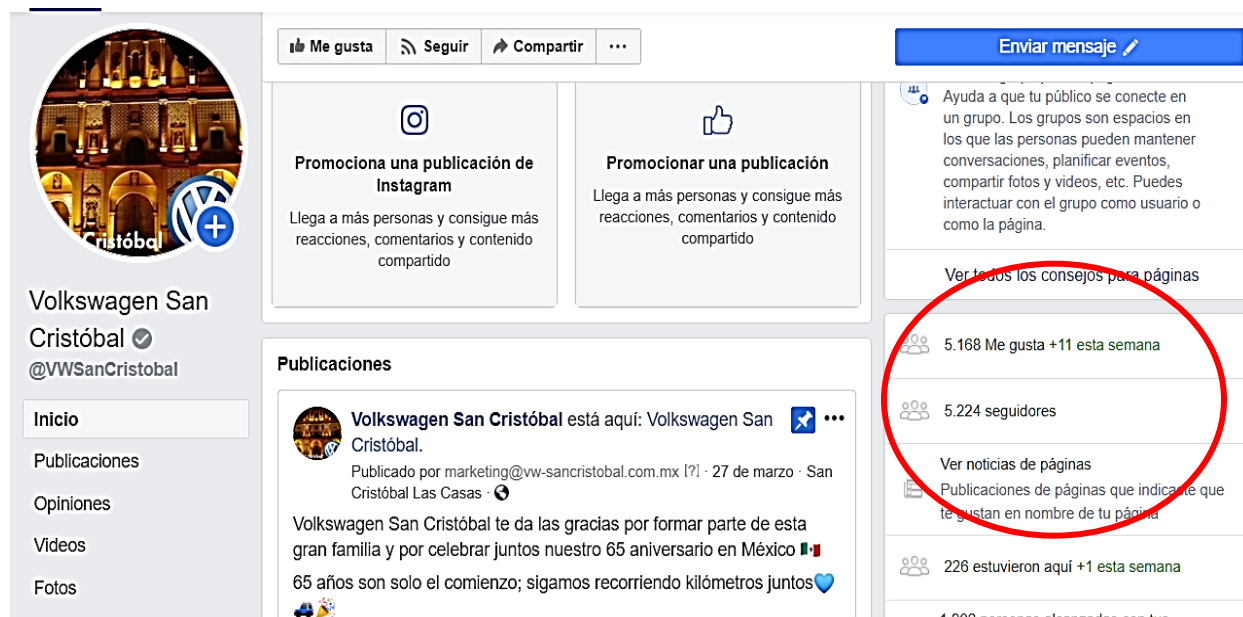 Cristóbal
Volkswagen San
Cristóbal
@VWSanCristobal
Inicio
Publicaciones
Opiniones
Videos
Fotos
Me gusta
Seguir
Compartir
Promociona una publicación de
Instagram
Llega a más personas y consigue más
reacciones, comentarios y contenido
compartido
Promocionar una publicación
Llega a más personas y consigue más
reacciones, comentarios y contenido
compartido
Publicaciones
Volkswagen San Cristóbal está aquí: Volkswagen San
Cristóbal.
Publicado por marketing@vw-sancristobal.com.mx [?] · 27 de marzo · San
Cristóbal Las Casas ·
Volkswagen San Cristóbal te da las gracias por formar parte de esta
gran familia y por celebrar juntos nuestro 65 aniversario en México 🇲🇽
65 años son solo el comienzo; sigamos recorriendo kilómetros juntos💙
🚙🎉
Enviar mensaje
Ayuda a que tu público se conecte en
un grupo. Los grupos son espacios en
los que las personas pueden mantener
conversaciones, planificar eventos,
compartir fotos y videos, etc. Puedes
interactuar con el grupo como usuario o
como la página.
Ver todos los consejos para páginas
5.168 Me gusta +11 esta semana
5.224 seguidores
Ver noticias de páginas
Publicaciones de páginas que indicaste que
te gustan en nombre de tu página
226 estuvieron aquí +1 esta semana